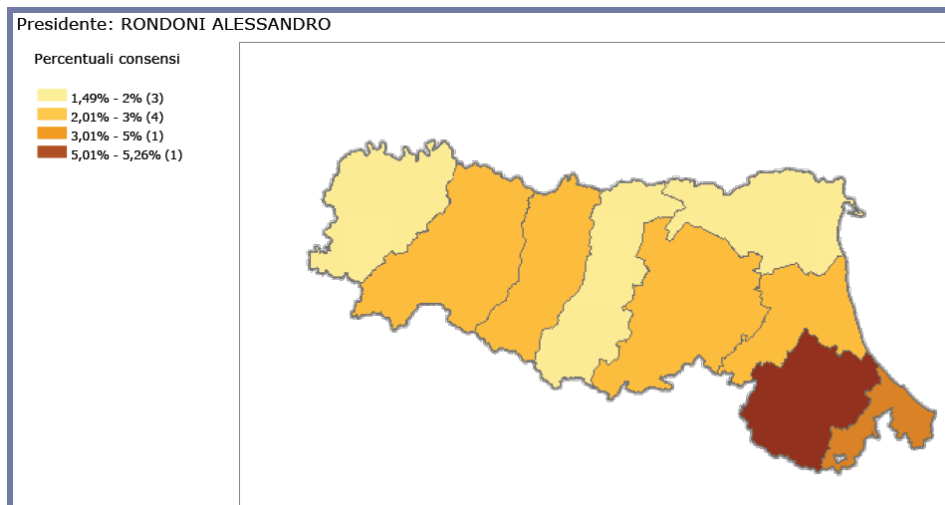 Presidente: RONDONI ALESSANDRO
Percentuali consensi
1,49% - 2% (3)
2,01% - 3% (4)
3,01% - 5% (1)
5,01% - 5,26% (1)